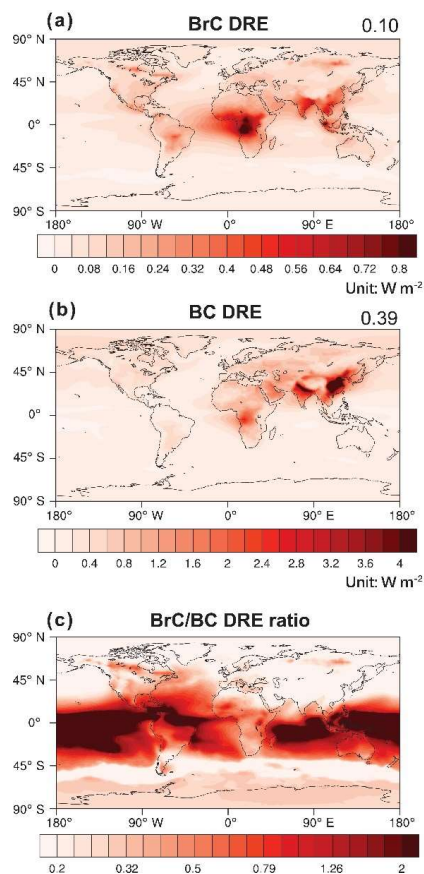 (a) BrC DRE 0.10
90° N
45° N
0°
45° S
90° S
180° 90° W 0° 90° E 180°
0 0.08 0.16 0.24 0.32 0.4 0.48 0.56 0.64 0.72 0.8
Unit: W m⁻²
(b) BC DRE 0.39
90° N
45° N
0°
45° S
90° S
180° 90° W 0° 90° E 180°
0 0.4 0.8 1.2 1.6 2 2.4 2.8 3.2 3.6 4
Unit: W m⁻²
(c) BrC/BC DRE ratio
90° N
45° N
0°
45° S
90° S
180° 90° W 0° 90° E 180°
0.2 0.32 0.5 0.79 1.26 2